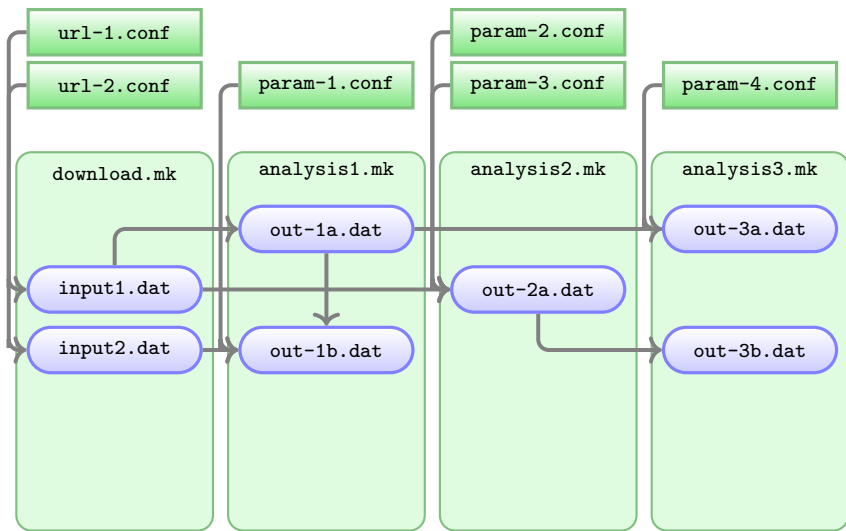 url-1.conf
param-2.conf
url-2.conf
param-1.conf
param-3.conf
param-4.conf
download.mk
analysis1.mk
analysis2.mk
analysis3.mk
out-1a.dat
out-3a.dat
input1.dat
out-2a.dat
input2.dat
out-1b.dat
out-3b.dat